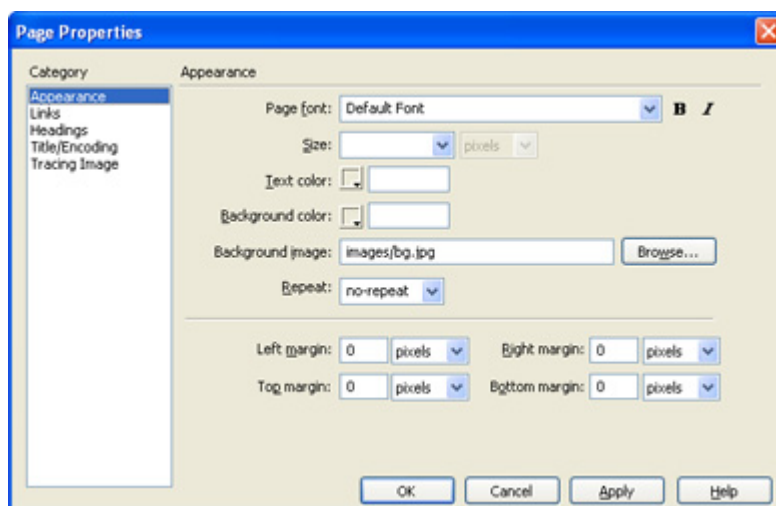 Page Properties
Category
Appearance
Links
Headings
Title/Encoding
Tracing Image
Appearance
Page font: Default Font B I
Size: pixels
Text color:
Background color:
Background image: images/bg.jpg Browse...
Repeat: no-repeat
Left margin: 0 pixels Right margin: 0 pixels
Top margin: 0 pixels Bottom margin: 0 pixels
OK Cancel Apply Help